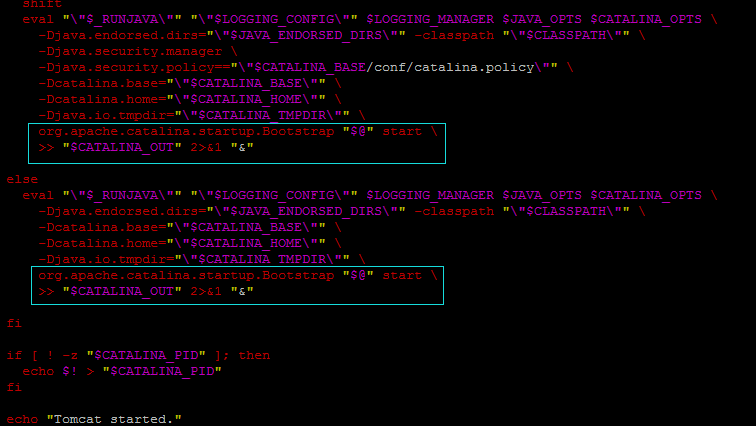 shift
eval "\"$_RUNJAVA\"" "\"$LOGGING_CONFIG\"" $LOGGING_MANAGER $JAVA_OPTS $CATALINA_OPTS \
-Djava.endorsed.dirs="\"$JAVA_ENDORSED_DIRS\"" -classpath "\"$CLASSPATH\"" \
-Djava.security.manager \
-Djava.security.policy=="\"$CATALINA_BASE/conf/catalina.policy\"" \
-Dcatalina.base="\"$CATALINA_BASE\"" \
-Dcatalina.home="\"$CATALINA_HOME\"" \
-Djava.io.tmpdir="\"$CATALINA_TMPDIR\"" \
org.apache.catalina.startup.Bootstrap "$@" start \
>> "$CATALINA_OUT" 2>&1 "&"
else
eval "\"$_RUNJAVA\"" "\"$LOGGING_CONFIG\"" $LOGGING_MANAGER $JAVA_OPTS $CATALINA_OPTS \
-Djava.endorsed.dirs="\"$JAVA_ENDORSED_DIRS\"" -classpath "\"$CLASSPATH\"" \
-Dcatalina.base="\"$CATALINA_BASE\"" \
-Dcatalina.home="\"$CATALINA_HOME\"" \
-Djava.io.tmpdir="\"$CATALINA_TMPDIR\"" \
org.apache.catalina.startup.Bootstrap "$@" start \
>> "$CATALINA_OUT" 2>&1 "&"
fi
if [ ! -z "$CATALINA_PID" ]; then
echo $! > "$CATALINA_PID"
fi
echo "Tomcat started."